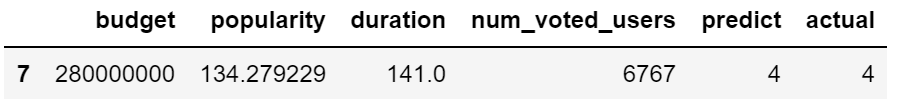 budget popularity duration num_voted_users predict actual
7 280000000 134.279229 141.0 6767 4 4